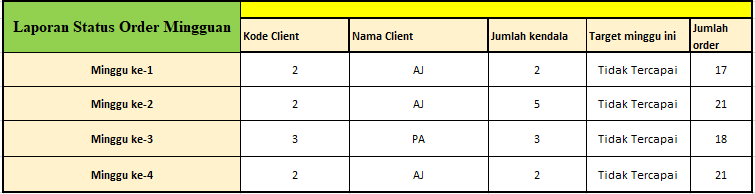 Laporan Status Order Mingguan
Kode Client Nama Client Jumlah kendala Target minggu ini Jumlah order
Minggu ke-1 2 AJ 2 Tidak Tercapai 17
Minggu ke-2 2 AJ 5 Tidak Tercapai 21
Minggu ke-3 3 PA 3 Tidak Tercapai 18
Minggu ke-4 2 AJ 2 Tidak Tercapai 21